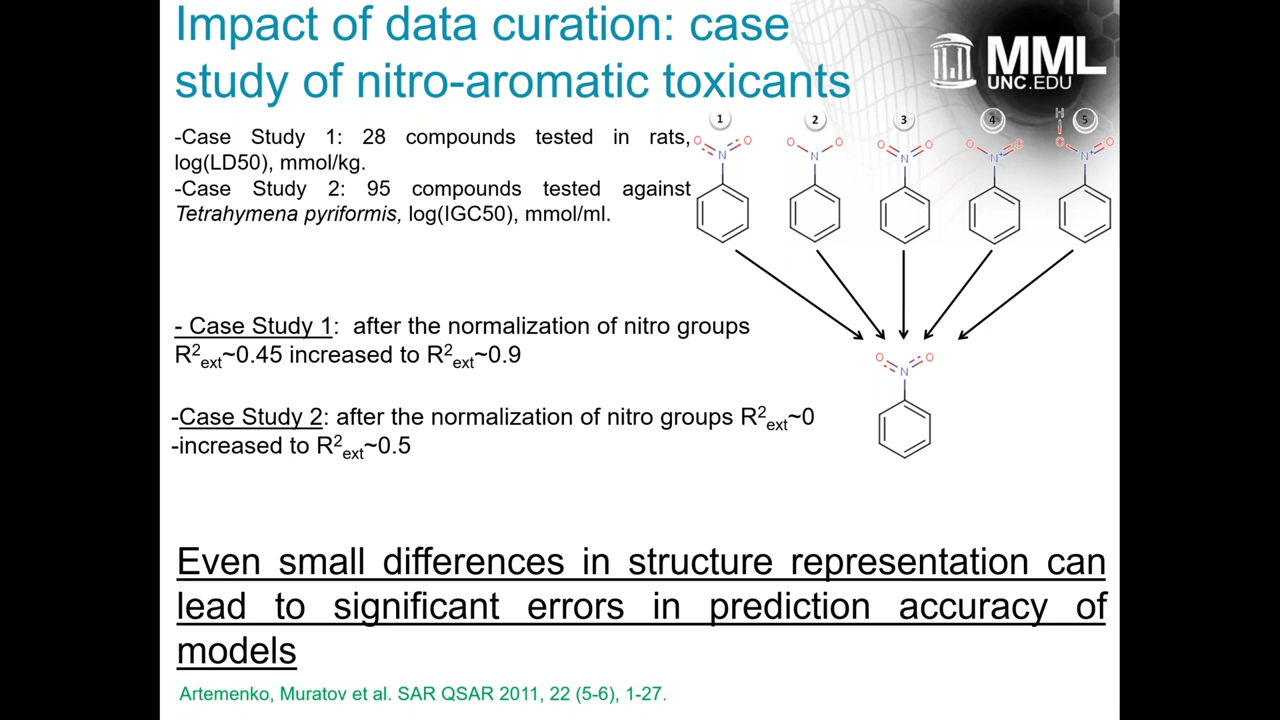 Impact of data curation: case
study of nitro-aromatic toxicants
MML
UNC.EDU
-Case Study 1: 28 compounds tested in rats,
log(LD50), mmol/kg.
-Case Study 2: 95 compounds tested against
Tetrahymena pyriformis, log(IGC50), mmol/ml.
1 2 3 4 5
H
O O O O O O O O O O
N N N N⁺ N⁺
- Case Study 1: after the normalization of nitro groups
R²ext~0.45 increased to R²ext~0.9
O O
N
-Case Study 2: after the normalization of nitro groups R²ext~0
-increased to R²ext~0.5
Even small differences in structure representation can
lead to significant errors in prediction accuracy of
models
Artemenko, Muratov et al. SAR QSAR 2011, 22 (5-6), 1-27.